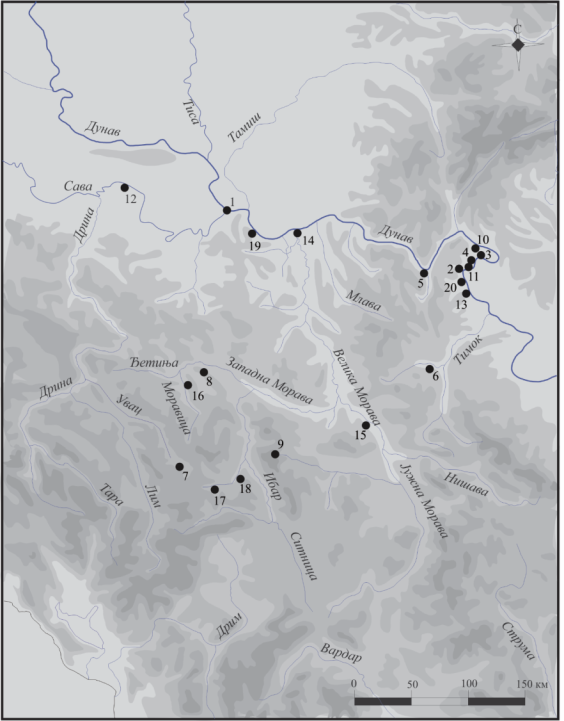 С
Тиса
Тамиш
Дунав
Сава
12
1
Дрина
19
14
Дунав
10
4
3
2
11
5
20
13
Млава
Тимок
Ђетиња
8
Западна Морава
Велика Морава
6
Дрина
16
Моравица
Увац
15
9
7
18
Ибар
17
Јужна Морава
Нишава
Тара
Лим
Ситница
Дрим
Вардар
Струма
0 50 100 150 км